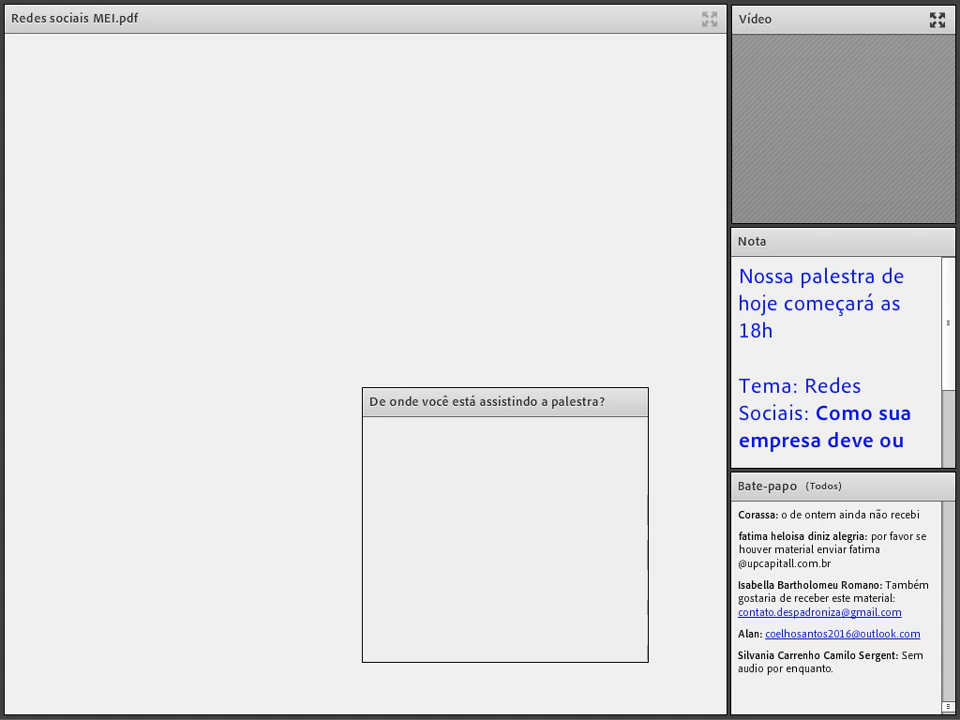 Redes sociais MEI.pdf
De onde você está assistindo a palestra?
Vídeo
Nota
Nossa palestra de
hoje começará as
18h
Tema: Redes
Sociais: Como sua
empresa deve ou
Bate-papo (Todos)
Corassa: o de ontem ainda não recebi
fatima heloisa diniz alegria: por favor se
houver material enviar fatima
@upcapitall.com.br
Isabella Bartholomeu Romano: Também
gostaria de receber este material:
contato.despadroniza@gmail.com
Alan: coelhosantos2016@outlook.com
Silvania Carrenho Camilo Sergent: Sem
audio por enquanto.